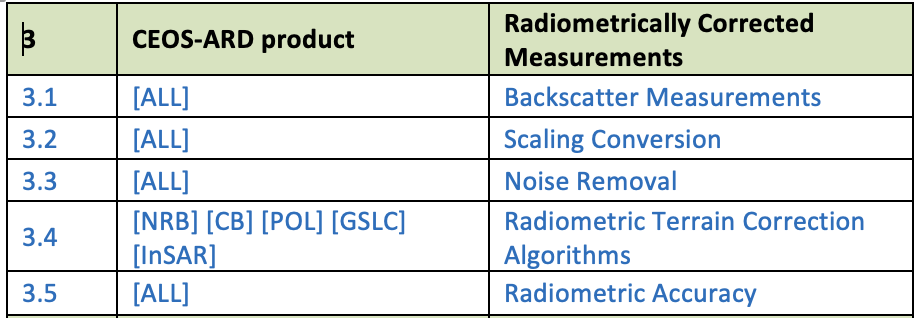 3 CEOS-ARD product Radiometrically Corrected
Measurements
3.1 [ALL] Backscatter Measurements
3.2 [ALL] Scaling Conversion
3.3 [ALL] Noise Removal
3.4 [NRB] [CB] [POL] [GSLC] Radiometric Terrain Correction
[InSAR] Algorithms
3.5 [ALL] Radiometric Accuracy